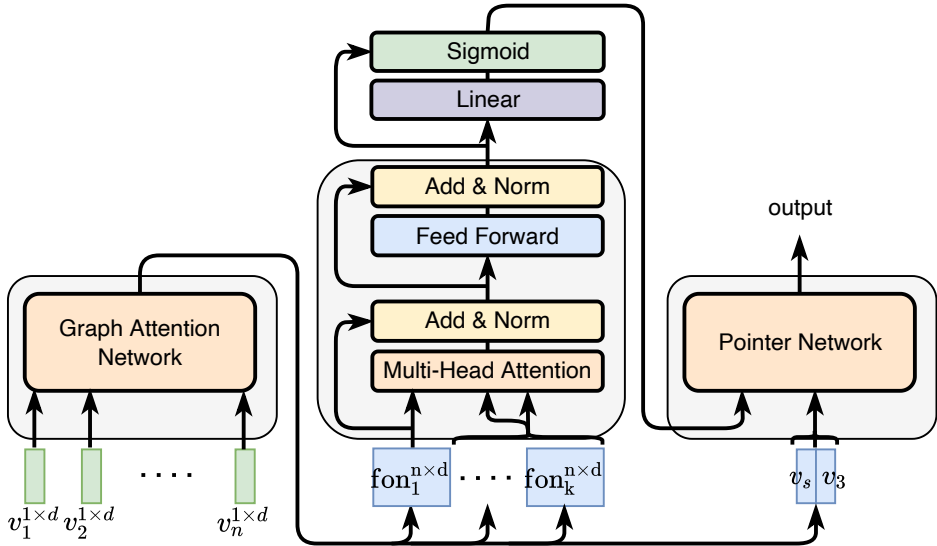 Sigmoid
Linear
Add & Norm
Feed Forward
Add & Norm
Multi-Head Attention
Graph Attention
Network
Pointer Network
output
v_1^{1×d} v_2^{1×d} .... v_n^{1×d}
fon_1^{n×d} .... fon_k^{n×d}
v_s v_3